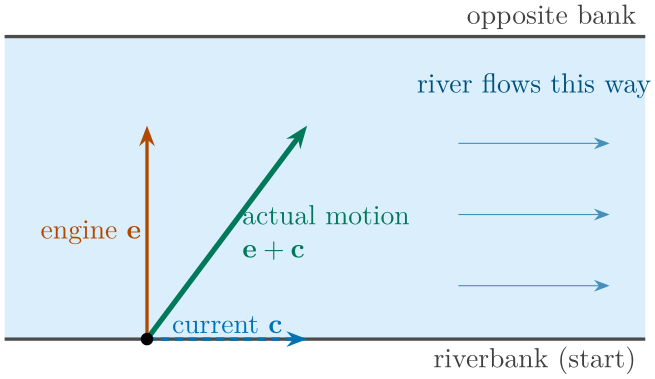 opposite bank
river flows this way
actual motion
engine e
e + c
current c
riverbank (start)